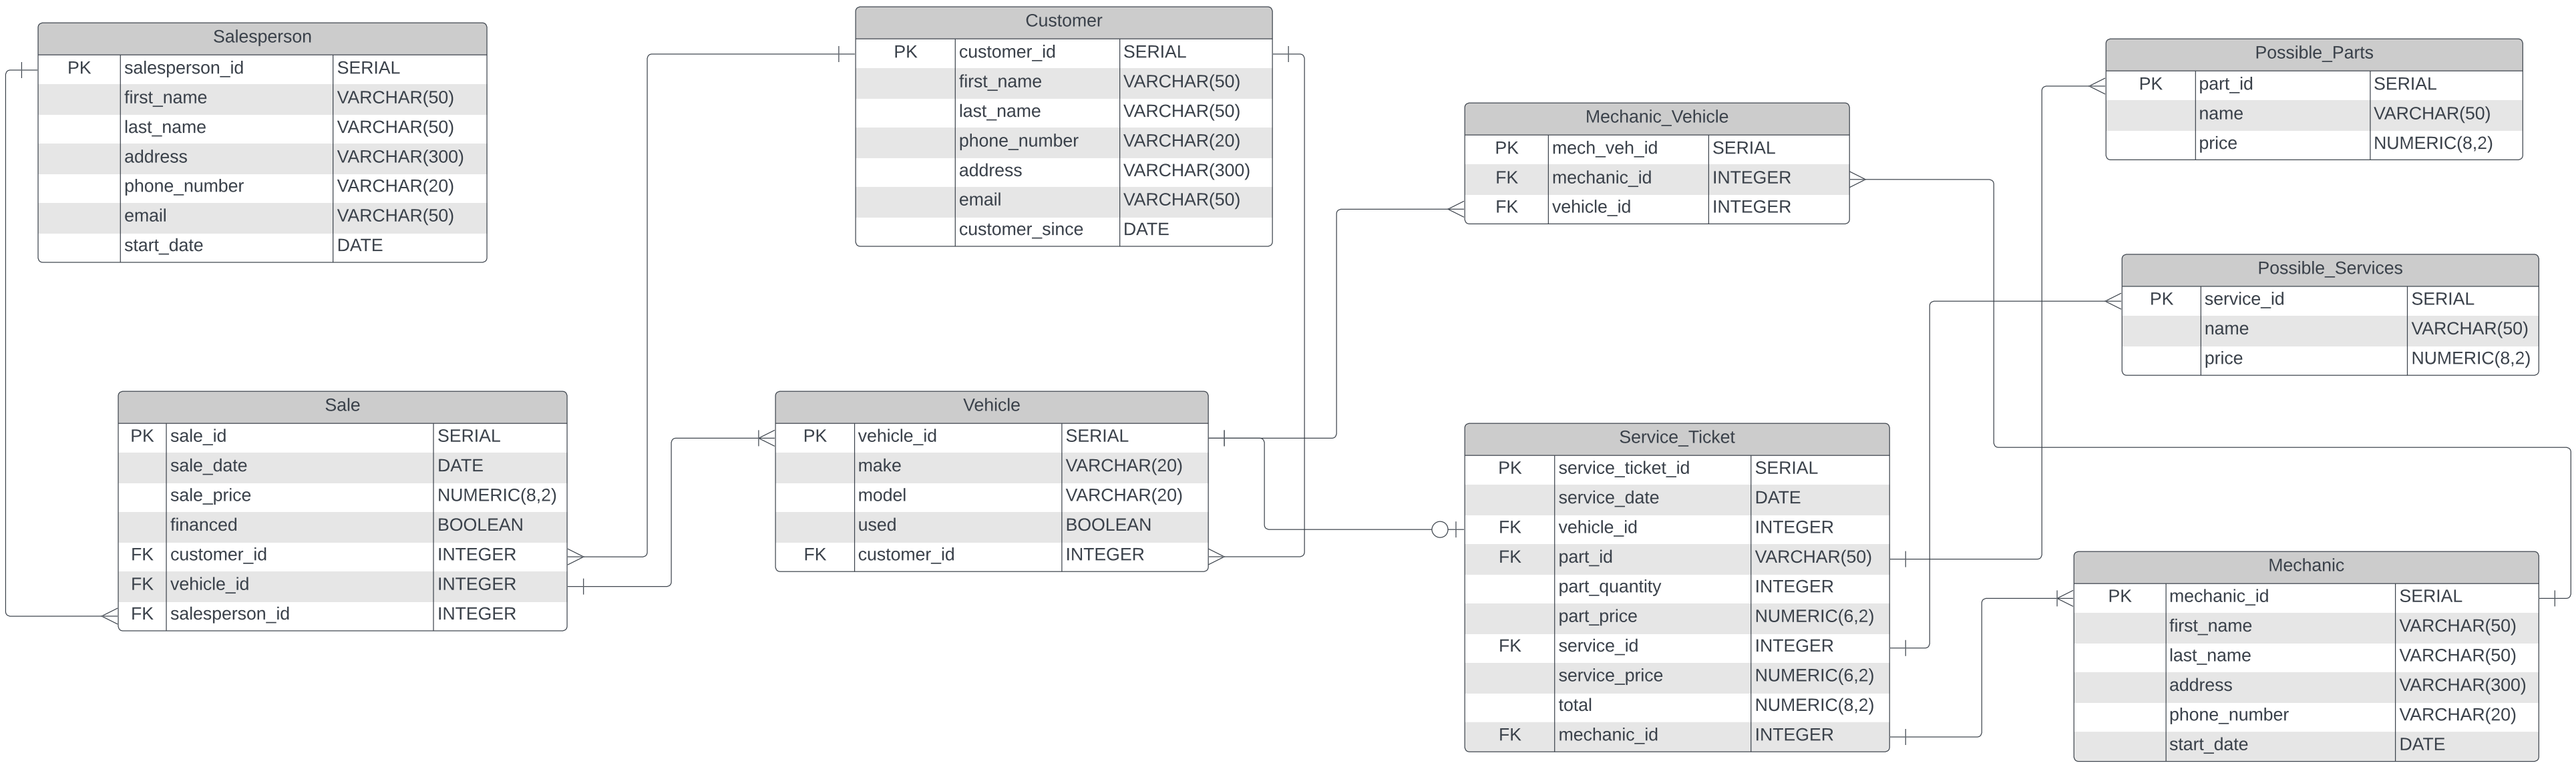 Salesperson
PK salesperson_id SERIAL
first_name VARCHAR(50)
last_name VARCHAR(50)
address VARCHAR(300)
phone_number VARCHAR(20)
email VARCHAR(50)
start_date DATE
Customer
PK customer_id SERIAL
first_name VARCHAR(50)
last_name VARCHAR(50)
phone_number VARCHAR(20)
address VARCHAR(300)
email VARCHAR(50)
customer_since DATE
Mechanic_Vehicle
PK mech_veh_id SERIAL
FK mechanic_id INTEGER
FK vehicle_id INTEGER
Possible_Parts
PK part_id SERIAL
name VARCHAR(50)
price NUMERIC(8,2)
Possible_Services
PK service_id SERIAL
name VARCHAR(50)
price NUMERIC(8,2)
Sale
PK sale_id SERIAL
sale_date DATE
sale_price NUMERIC(8,2)
financed BOOLEAN
FK customer_id INTEGER
FK vehicle_id INTEGER
FK salesperson_id INTEGER
Vehicle
PK vehicle_id SERIAL
make VARCHAR(20)
model VARCHAR(20)
used BOOLEAN
FK customer_id INTEGER
Service_Ticket
PK service_ticket_id SERIAL
service_date DATE
FK vehicle_id INTEGER
FK part_id VARCHAR(50)
part_quantity INTEGER
part_price NUMERIC(6,2)
FK service_id INTEGER
service_price NUMERIC(6,2)
total NUMERIC(8,2)
FK mechanic_id INTEGER
Mechanic
PK mechanic_id SERIAL
first_name VARCHAR(50)
last_name VARCHAR(50)
address VARCHAR(300)
phone_number VARCHAR(20)
start_date DATE